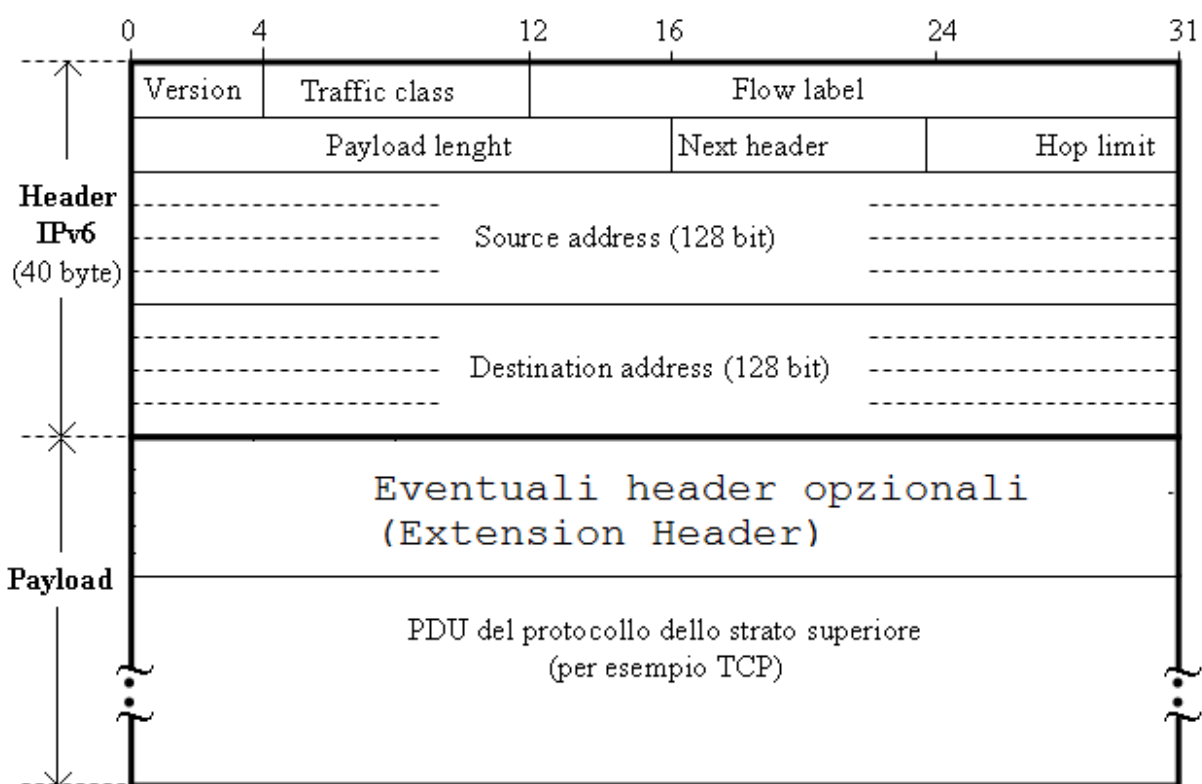 0 4 12 16 24 31
Version Traffic class Flow label
Payload lenght Next header Hop limit
Header
IPv6
(40 byte)
Source address (128 bit)
Destination address (128 bit)
Eventuali header opzionali
(Extension Header)
Payload
PDU del protocollo dello strato superiore
(per esempio TCP)